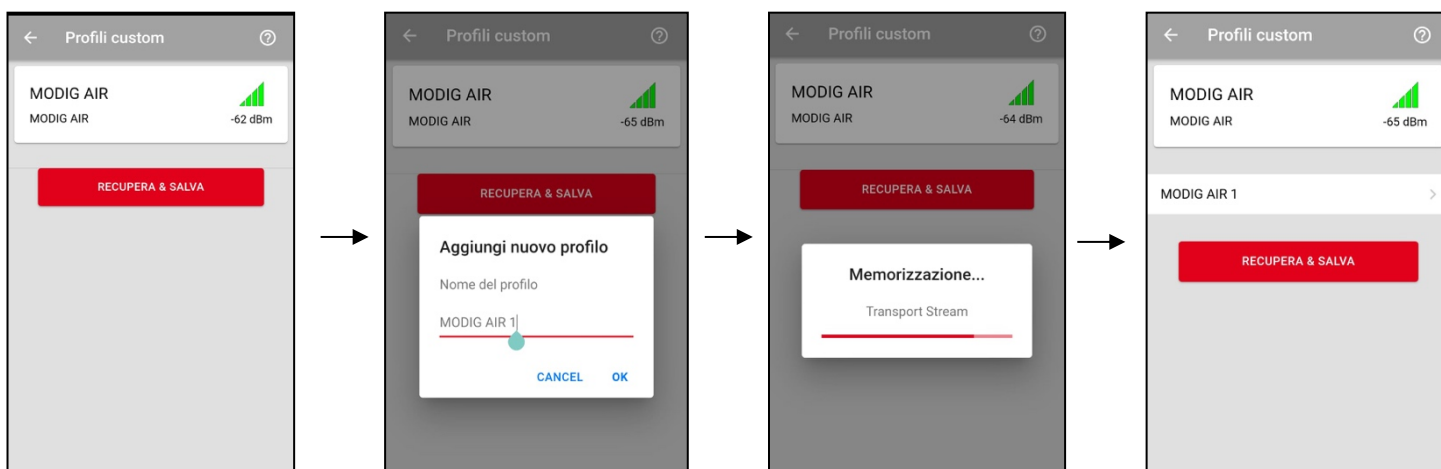 Profili custom
MODIG AIR
MODIG AIR
-62 dBm
RECUPERA & SALVA
Profili custom
MODIG AIR
MODIG AIR
-65 dBm
RECUPERA & SALVA
Aggiungi nuovo profilo
Nome del profilo
MODIG AIR 1
CANCEL OK
Profili custom
MODIG AIR
MODIG AIR
-64 dBm
RECUPERA & SALVA
Memorizzazione...
Transport Stream
Profili custom
MODIG AIR
MODIG AIR
-65 dBm
MODIG AIR 1
RECUPERA & SALVA